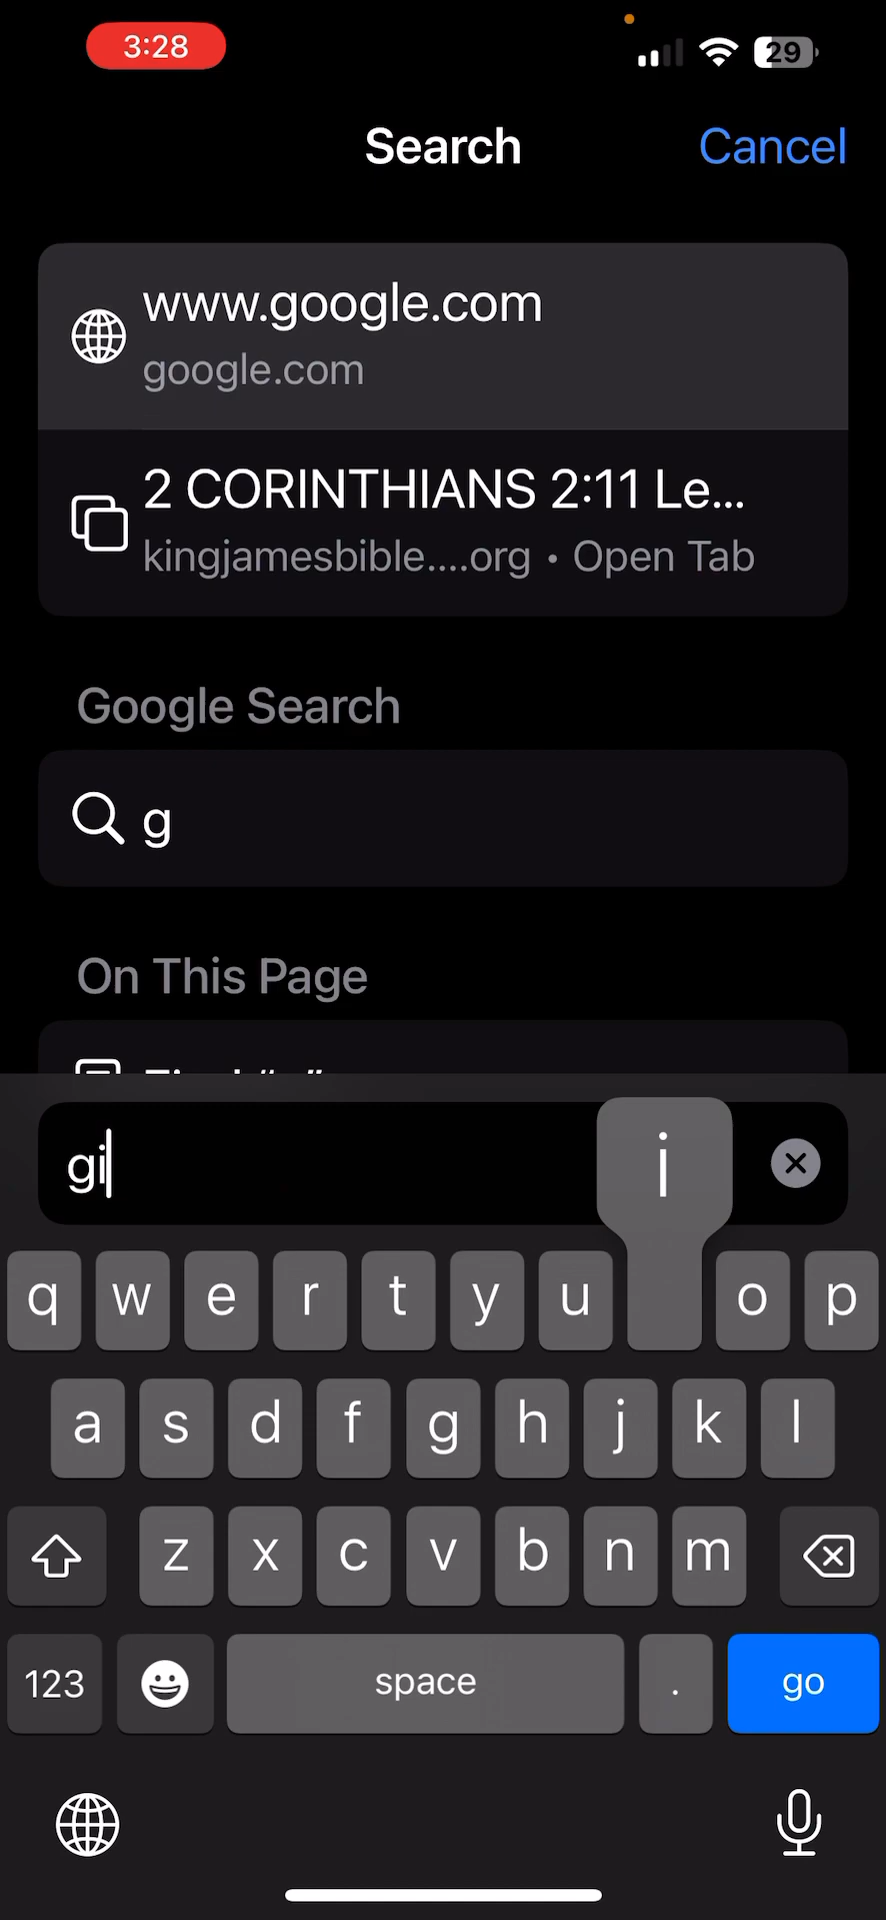 3:28
29
Search
Cancel
www.google.com
google.com
2 CORINTHIANS 2:11 Le...
kingjamesbible....org • Open Tab
Google Search
g
On This Page
gi
i
q w e r t y u o p
a s d f g h j k l
z x c v b n m
123
space
.
go